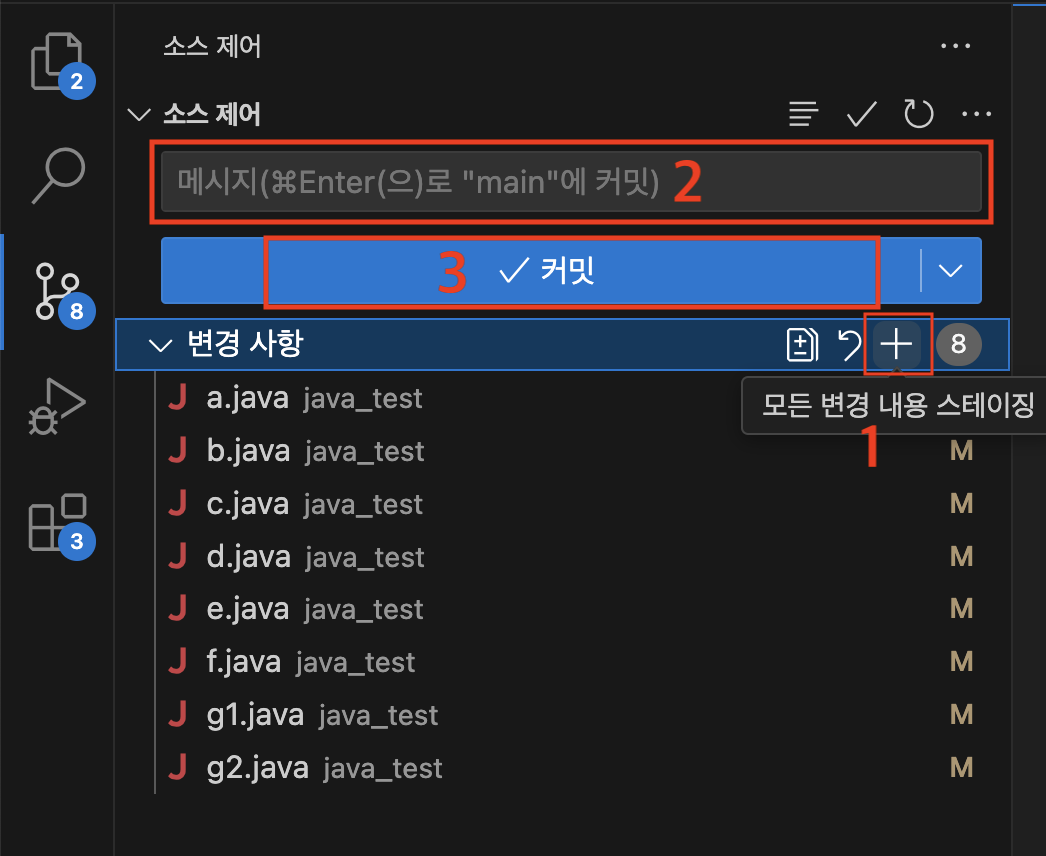 소스 제어
2
소스 제어
메시지(⌘Enter(으)로 "main"에 커밋) 2
3 커밋
8
변경 사항 8
a.java java_test
모든 변경 내용 스테이징
1
b.java java_test M
c.java java_test M
d.java java_test M
3
e.java java_test M
f.java java_test M
g1.java java_test M
g2.java java_test M